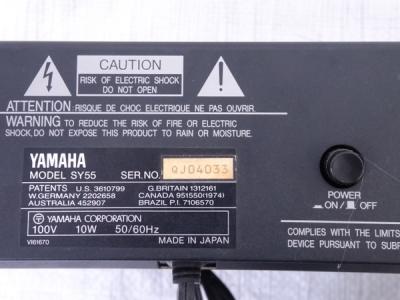 CAUTION
RISK OF ELECTRIC SHOCK
DO NOT OPEN
ATTENTION: RISQUE DE CHOC ELECTRIQUE NE PAS OUVRIR.
WARNING: TO REDUCE THE RISK OF FIRE OR ELECTRIC
SHOCK, DO NOT EXPOSE THIS PRODUCT TO RAIN OR MOISTURE.
YAMAHA
MODEL SY55 SER.NO. QJ04033
PATENTS U.S. 3610799 G.BRITAIN 1312161
W.GERMANY 2202658 CANADA 951550(1974)
AUSTRALIA 452907 BRAZIL P.I. 7106570
YAMAHA CORPORATION
100V 10W 50/60Hz
VI61670 MADE IN JAPAN
POWER
ON/ OFF
COMPLIES WITH THE LIMI
DEVICE PURSUANT TO SUBP